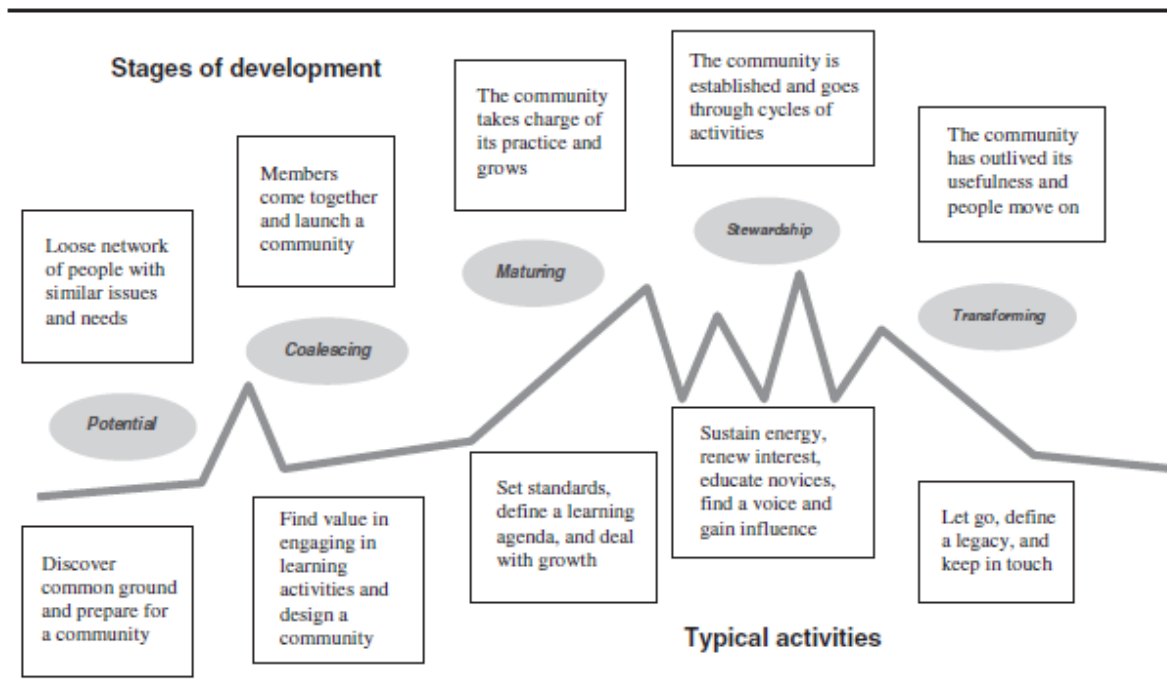 Stages of development
Loose network
of people with
similar issues
and needs
Potential
Discover
common ground
and prepare for
a community
Members
come together
and launch a
community
Coalescing
Find value in
engaging in
learning
activities and
design a
community
The community
takes charge of
its practice and
grows
Maturing
Set standards,
define a learning
agenda, and deal
with growth
The community is
established and goes
through cycles of
activities
Stewardship
Sustain energy,
renew interest,
educate novices,
find a voice and
gain influence
The community
has outlived its
usefulness and
people move on
Transforming
Let go, define
a legacy, and
keep in touch
Typical activities